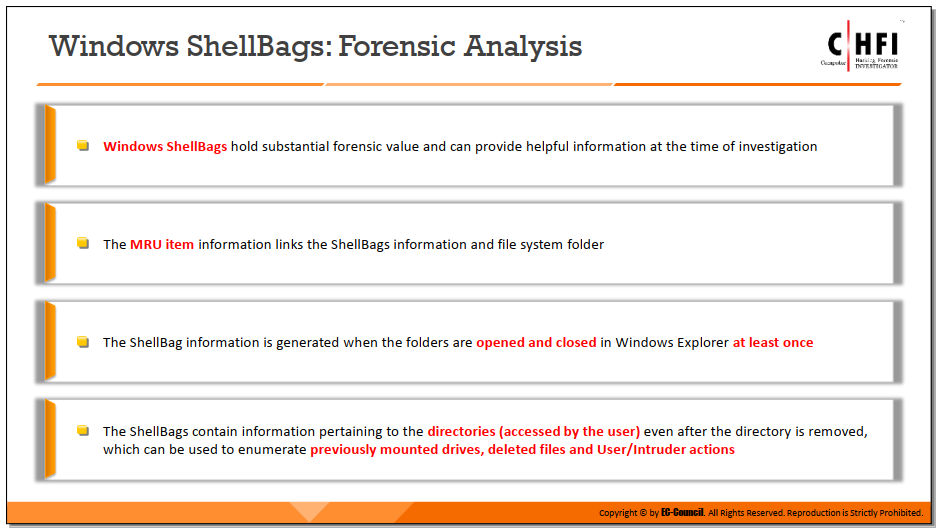 Windows ShellBags: Forensic Analysis
CHFI
Computer Hacking Forensic
INVESTIGATOR
Windows ShellBags hold substantial forensic value and can provide helpful information at the time of investigation
The MRU item information links the ShellBags information and file system folder
The ShellBag information is generated when the folders are opened and closed in Windows Explorer at least once
The ShellBags contain information pertaining to the directories (accessed by the user) even after the directory is removed,
which can be used to enumerate previously mounted drives, deleted files and User/Intruder actions
Copyright © by EC-Council. All Rights Reserved. Reproduction is Strictly Prohibited.